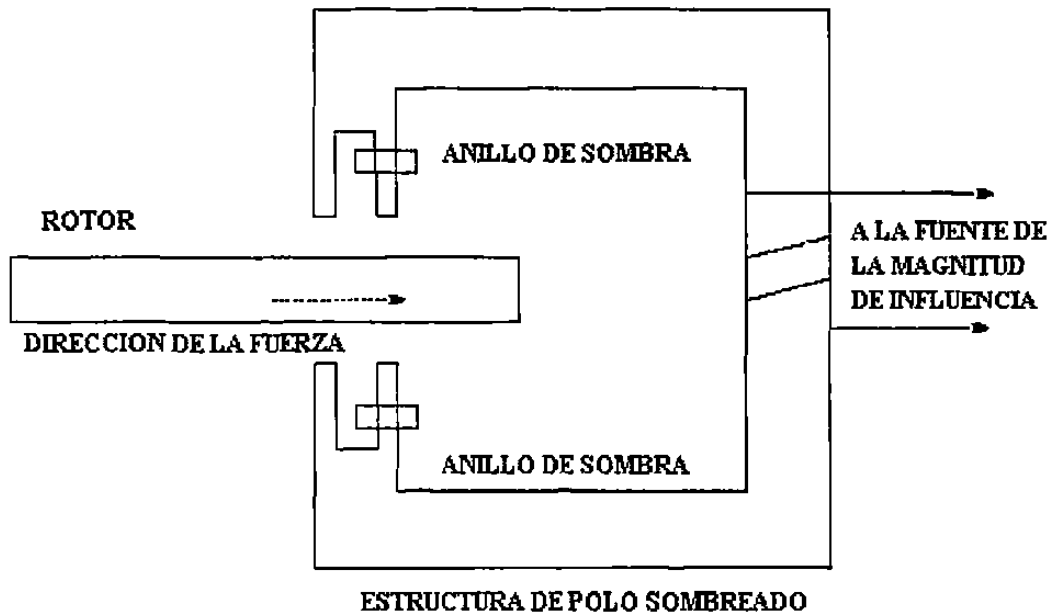 ANILLO DE SOMBRA
ROTOR
A LA FUENTE DE
LA MAGNITUD
DE INFLUENCIA
DIRECCION DE LA FUERZA
ANILLO DE SOMBRA
ESTRUCTURA DE POLO SOMBREADO